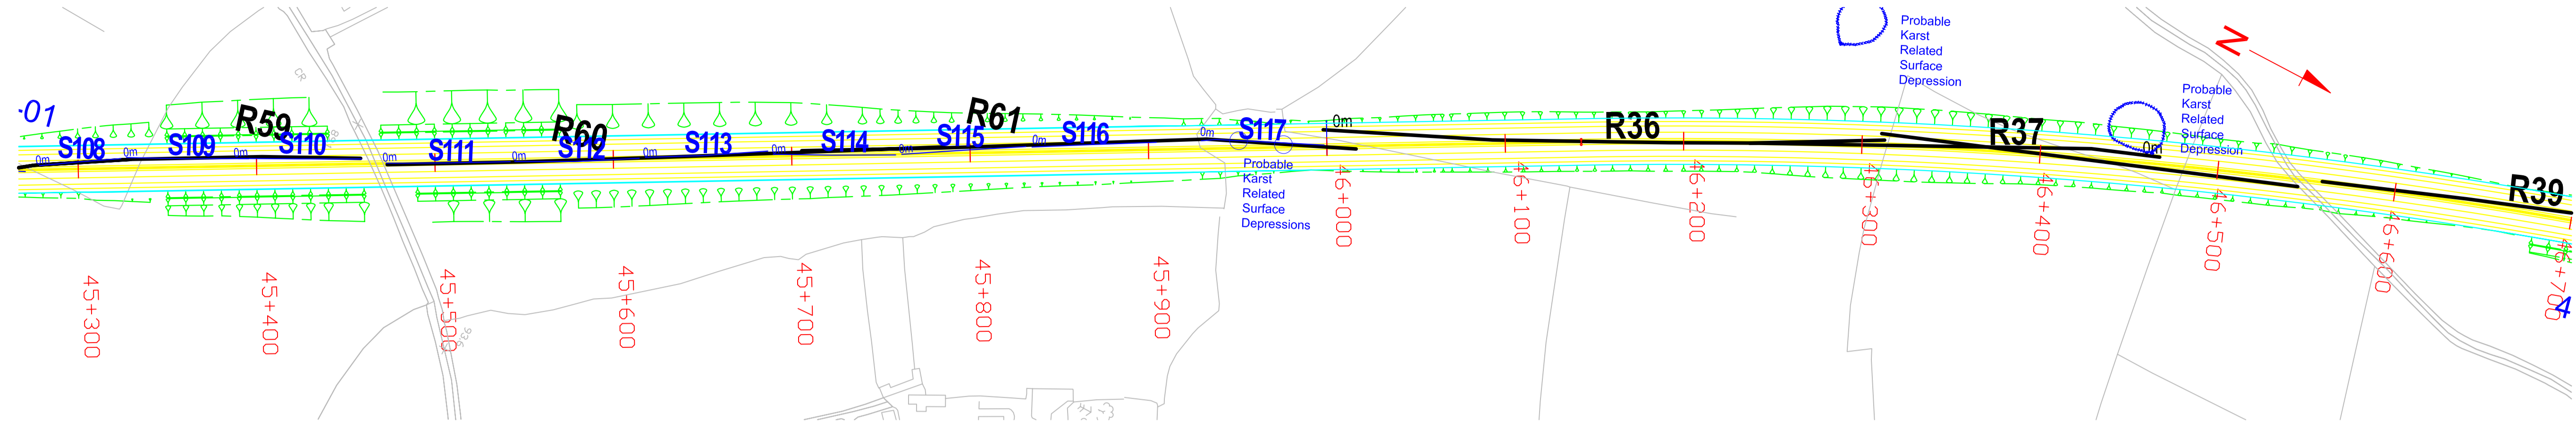 -01
S108
S109
R59
S110
S111
R60
S112
S113
S114
S115
R61
S116
S117
R36
R37
R39
0m
0m
0m
0m
0m
0m
0m
0m
0m
0m
0m
0m
CR
936
N
Probable
Karst
Related
Surface
Depressions
Probable
Karst
Related
Surface
Depression
Probable
Karst
Related
Surface
Depression
45+300
45+400
45+500
45+600
45+700
45+800
45+900
46+000
46+100
46+200
46+300
46+400
46+500
46+600
46+700
4